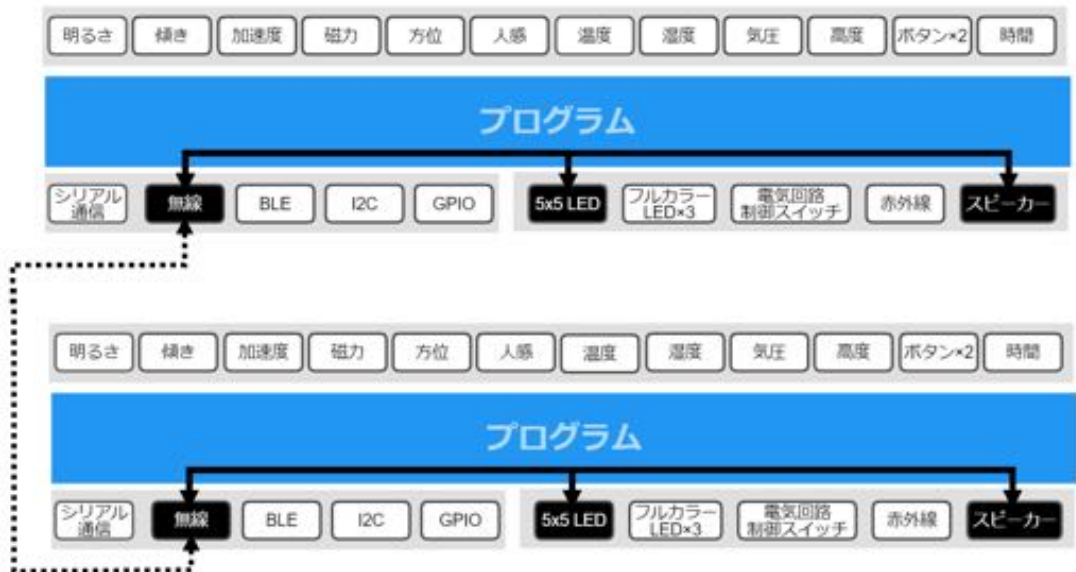 明るさ 傾き 加速度 磁力 方位 人感 温度 湿度 気圧 高度 ボタン×2 時間
プログラム
シリアル
通信
無線 BLE I2C GPIO 5x5 LED
フルカラー
LED×3
電気回路
制御スイッチ
赤外線 スピーカー
明るさ 傾き 加速度 磁力 方位 人感 温度 湿度 気圧 高度 ボタン×2 時間
プログラム
シリアル
通信
無線 BLE I2C GPIO 5x5 LED
フルカラー
LED×3
電気回路
制御スイッチ
赤外線 スピーカー